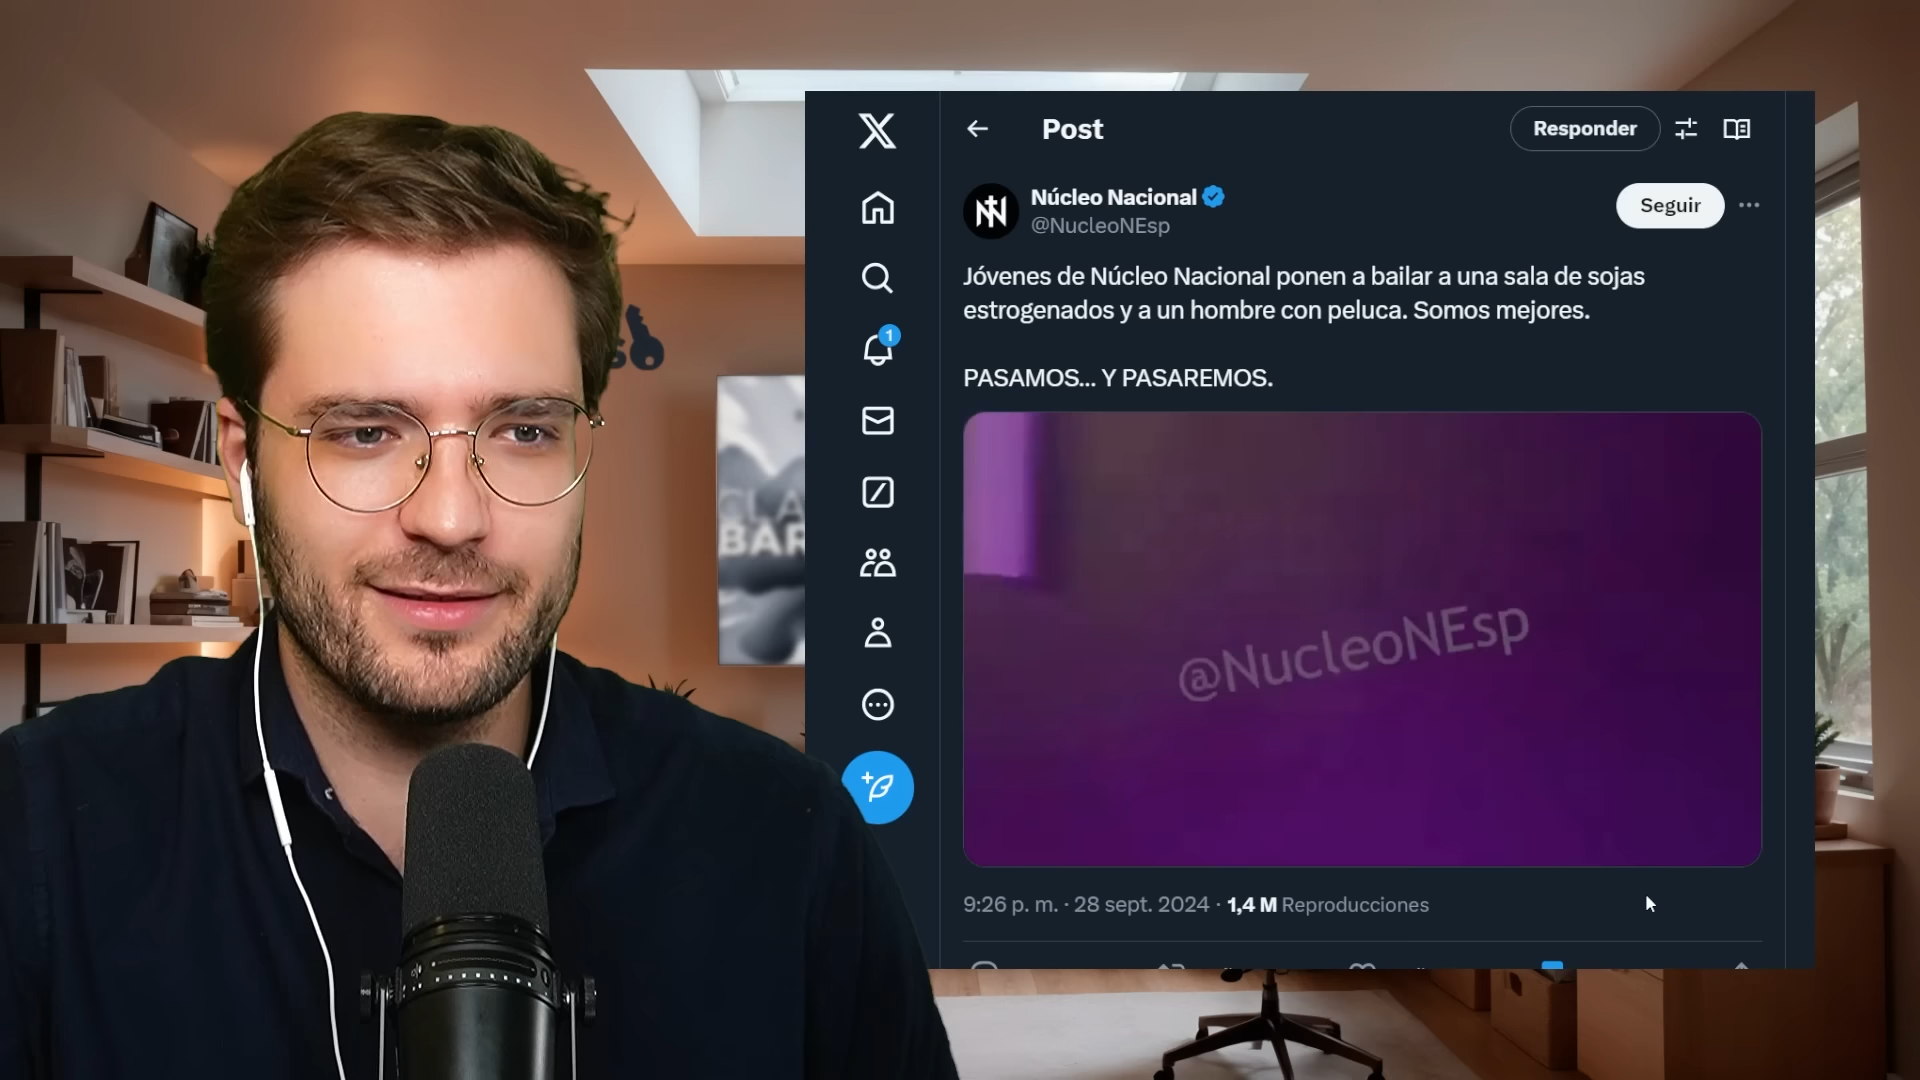 Post
Responder
Núcleo Nacional
Seguir
@NucleoNEsp
1
Jóvenes de Núcleo Nacional ponen a bailar a una sala de sojas
estrogenados y a un hombre con peluca. Somos mejores.
PASAMOS... Y PASAREMOS.
@NucleoNEsp
9:26 p. m. · 28 sept. 2024 · 1,4 M Reproducciones